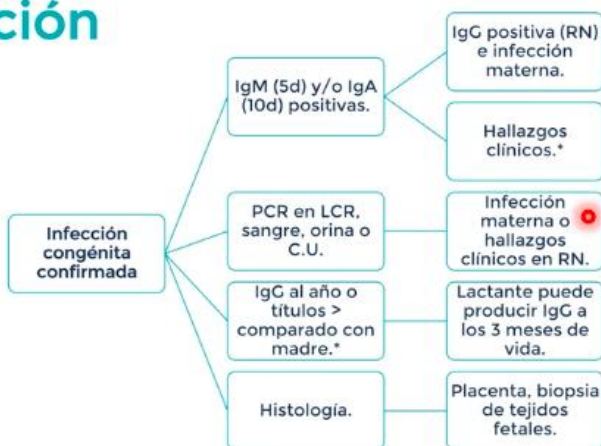 ción
IgG positiva (RN)
e infección
materna.
IgM (5d) y/o IgA
(10d) positivas.
Hallazgos
clínicos.*
Infección
congénita
confirmada
PCR en LCR,
sangre, orina o
C.U.
Infección
materna o
hallazgos
clínicos en RN.
IgG al año o
títulos >
comparado con
madre.*
Lactante puede
producir IgG a
los 3 meses de
vida.
Histología.
Placenta, biopsia
de tejidos
fetales.